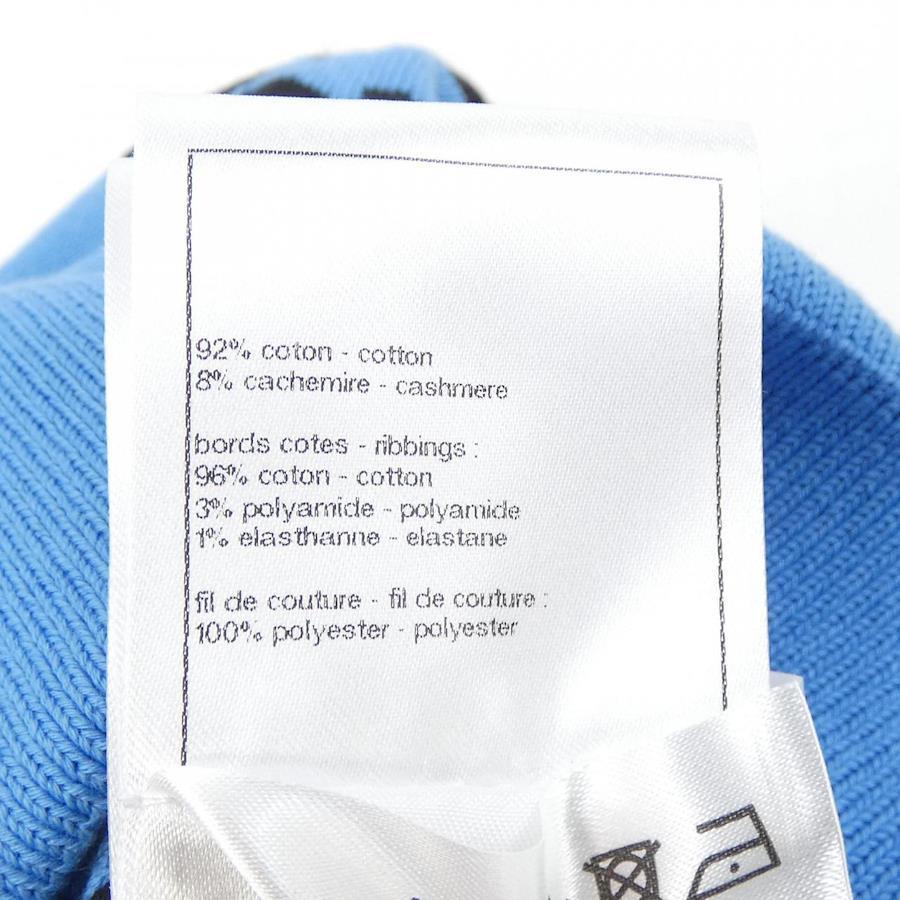 92% coton - cotton
8% cachemire - cashmere
bords cotes - ribbings :
96% coton - cotton
3% polyamide - polyamide
1% elasthanne - elastane
fil de couture - fil de couture :
100% polyester - polyester